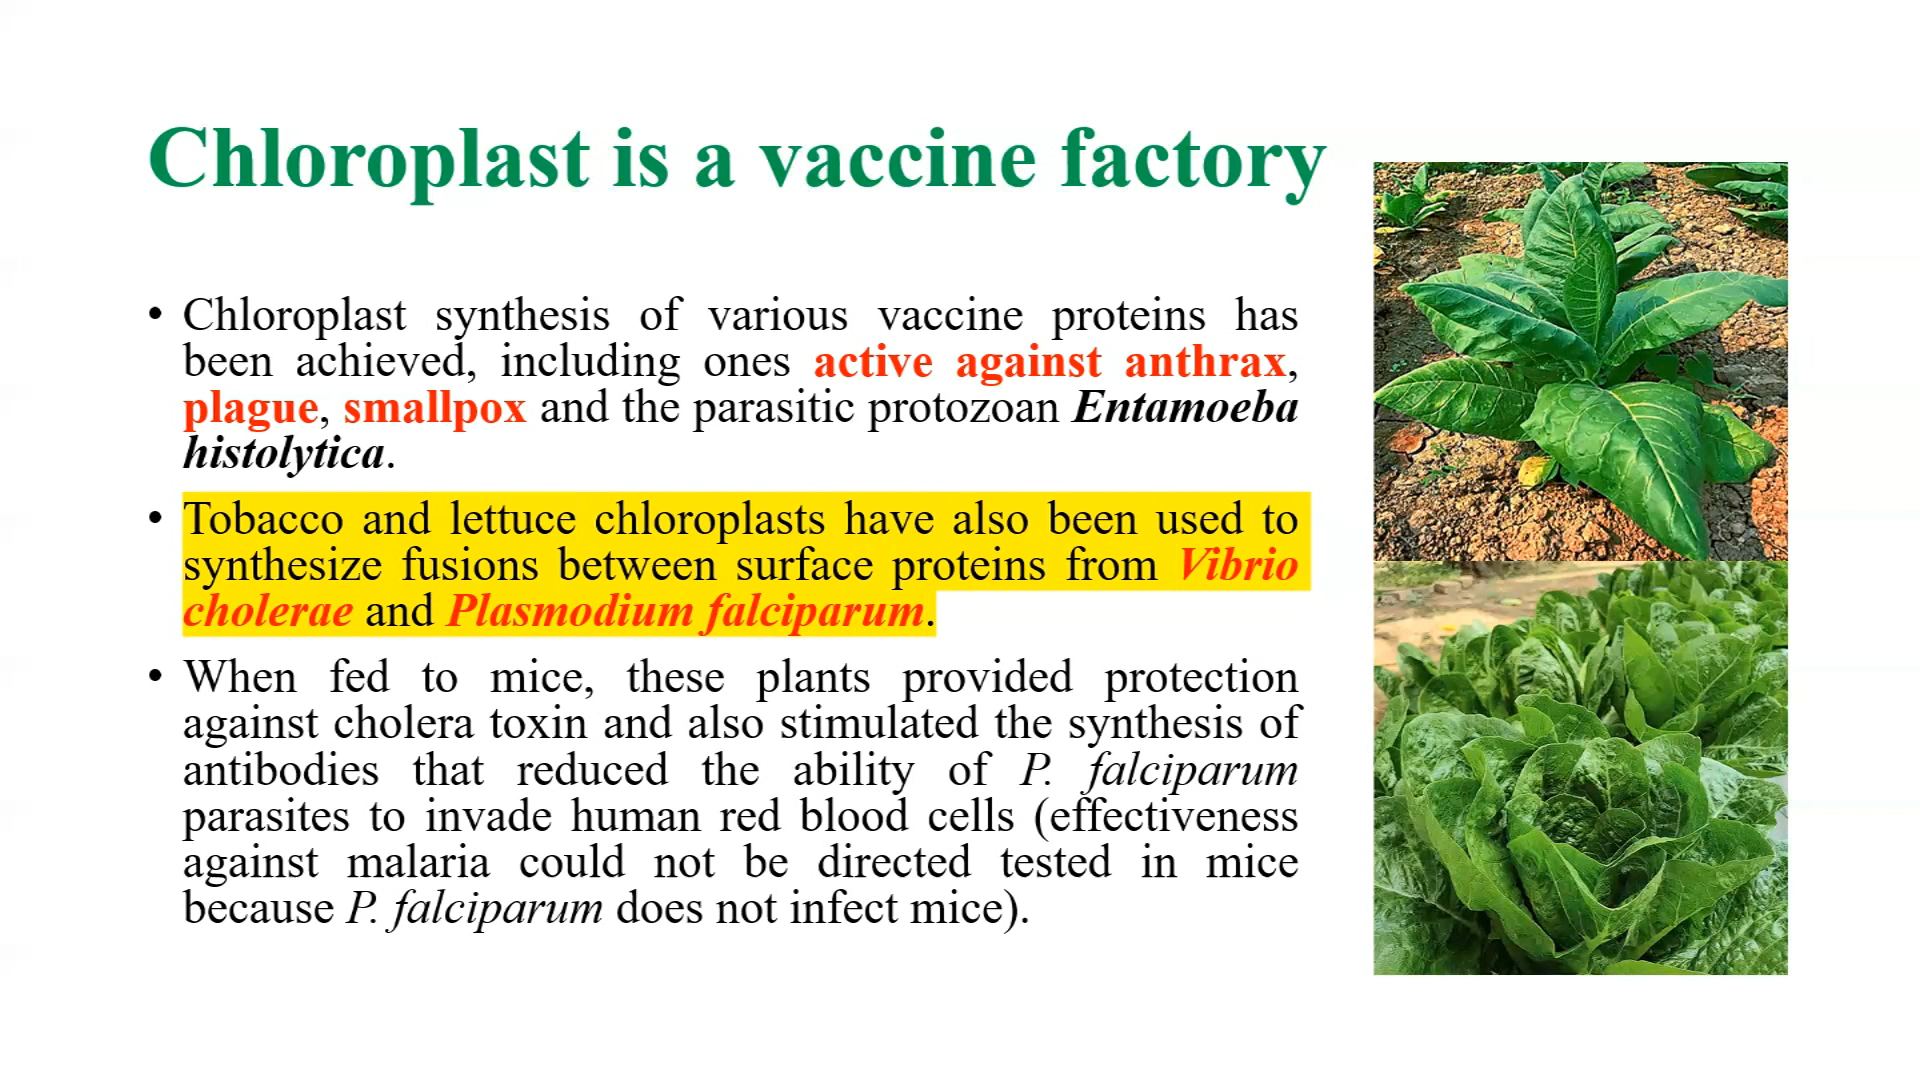 Chloroplast is a vaccine factory
• Chloroplast synthesis of various vaccine proteins has
been achieved, including ones active against anthrax,
plague, smallpox and the parasitic protozoan Entamoeba
histolytica.
• Tobacco and lettuce chloroplasts have also been used to
synthesize fusions between surface proteins from Vibrio
cholerae and Plasmodium falciparum.
• When fed to mice, these plants provided protection
against cholera toxin and also stimulated the synthesis of
antibodies that reduced the ability of P. falciparum
parasites to invade human red blood cells (effectiveness
against malaria could not be directed tested in mice
because P. falciparum does not infect mice).